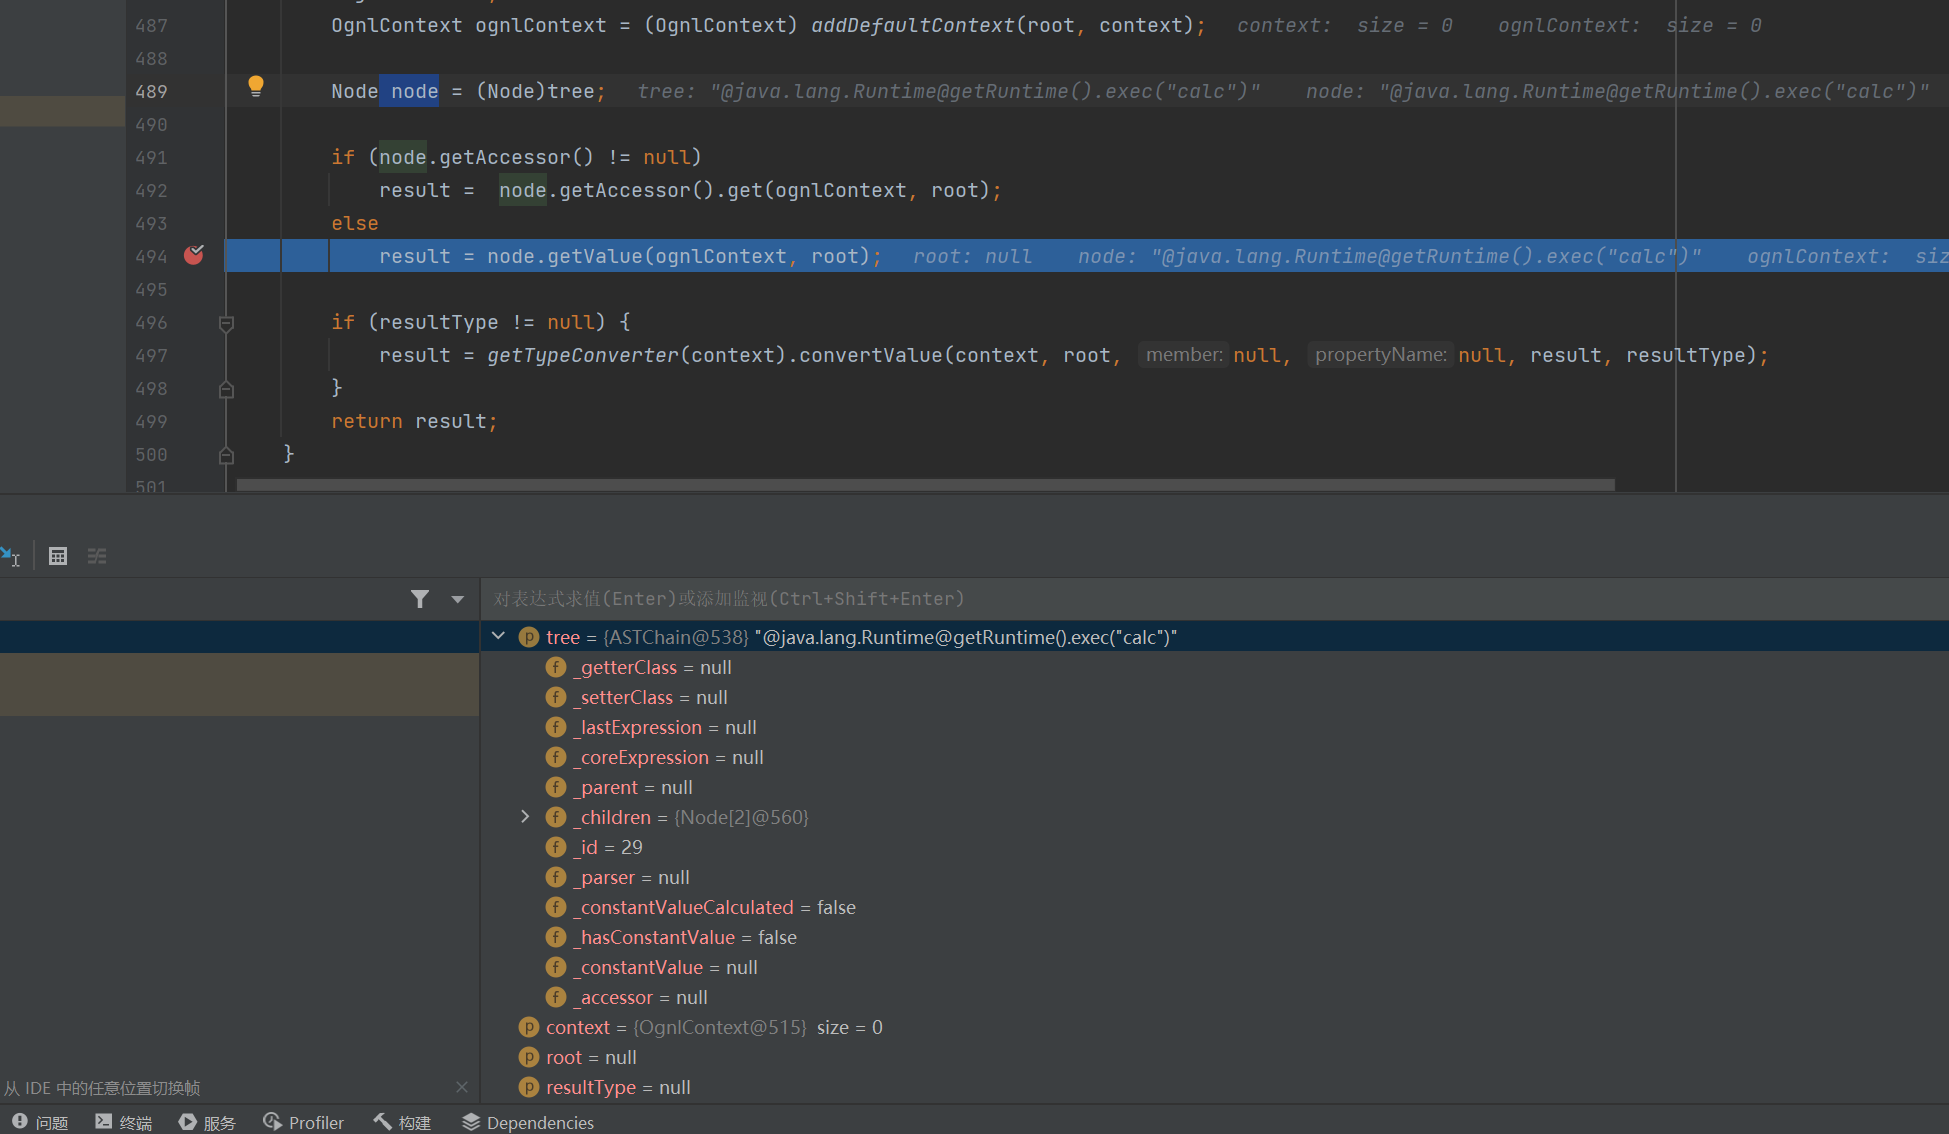 487 OgnlContext ognlContext = (OgnlContext) addDefaultContext(root, context); context: size = 0 ognlContext: size = 0
488
489 Node node = (Node)tree; tree: "@java.lang.Runtime@getRuntime().exec("calc")" node: "@java.lang.Runtime@getRuntime().exec("calc")"
490
491 if (node.getAccessor() != null)
492 result = node.getAccessor().get(ognlContext, root);
493 else
494 result = node.getValue(ognlContext, root); root: null node: "@java.lang.Runtime@getRuntime().exec("calc")" ognlContext: siz
495
496 if (resultType != null) {
497 result = getTypeConverter(context).convertValue(context, root, member: null, propertyName: null, result, resultType);
498 }
499 return result;
500 }
501
对表达式求值(Enter)或添加监视(Ctrl+Shift+Enter)
p tree = {ASTChain@538} "@java.lang.Runtime@getRuntime().exec("calc")"
f _getterClass = null
f _setterClass = null
f _lastExpression = null
f _coreExpression = null
f _parent = null
f _children = {Node[2]@560}
f _id = 29
f _parser = null
f _constantValueCalculated = false
f _hasConstantValue = false
f _constantValue = null
f _accessor = null
p context = {OgnlContext@515} size = 0
p root = null
p resultType = null
从 IDE 中的任意位置切换帧
问题 终端 服务 Profiler 构建 Dependencies